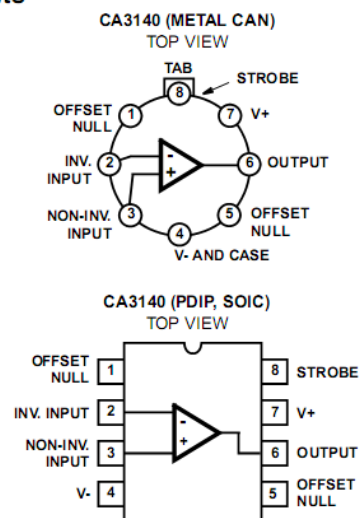 CA3140 (METAL CAN)
TOP VIEW
TAB
STROBE
8
OFFSET
NULL
1
7
V+
INV.
INPUT
2
-
+
6
OUTPUT
NON-INV.
INPUT
3
5
OFFSET
NULL
4
V- AND CASE
CA3140 (PDIP, SOIC)
TOP VIEW
OFFSET
NULL
1
8
STROBE
INV. INPUT
2
-
+
7
V+
NON-INV.
INPUT
3
6
OUTPUT
V-
4
5
OFFSET
NULL